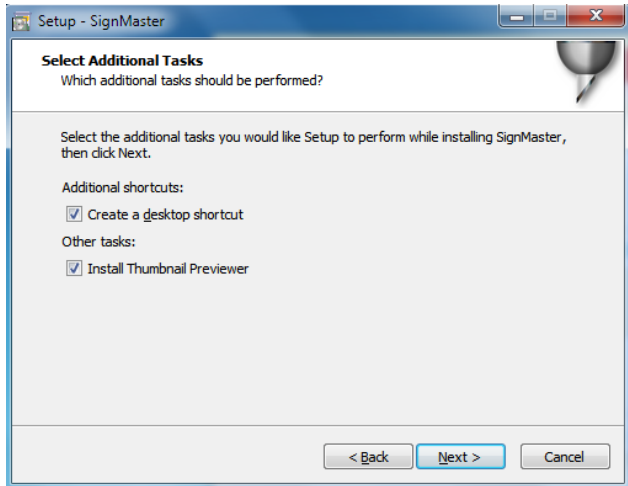 Setup - SignMaster
Select Additional Tasks
Which additional tasks should be performed?
Select the additional tasks you would like Setup to perform while installing SignMaster,
then click Next.
Additional shortcuts:
Create a desktop shortcut
Other tasks:
Install Thumbnail Previewer
< Back
Next >
Cancel